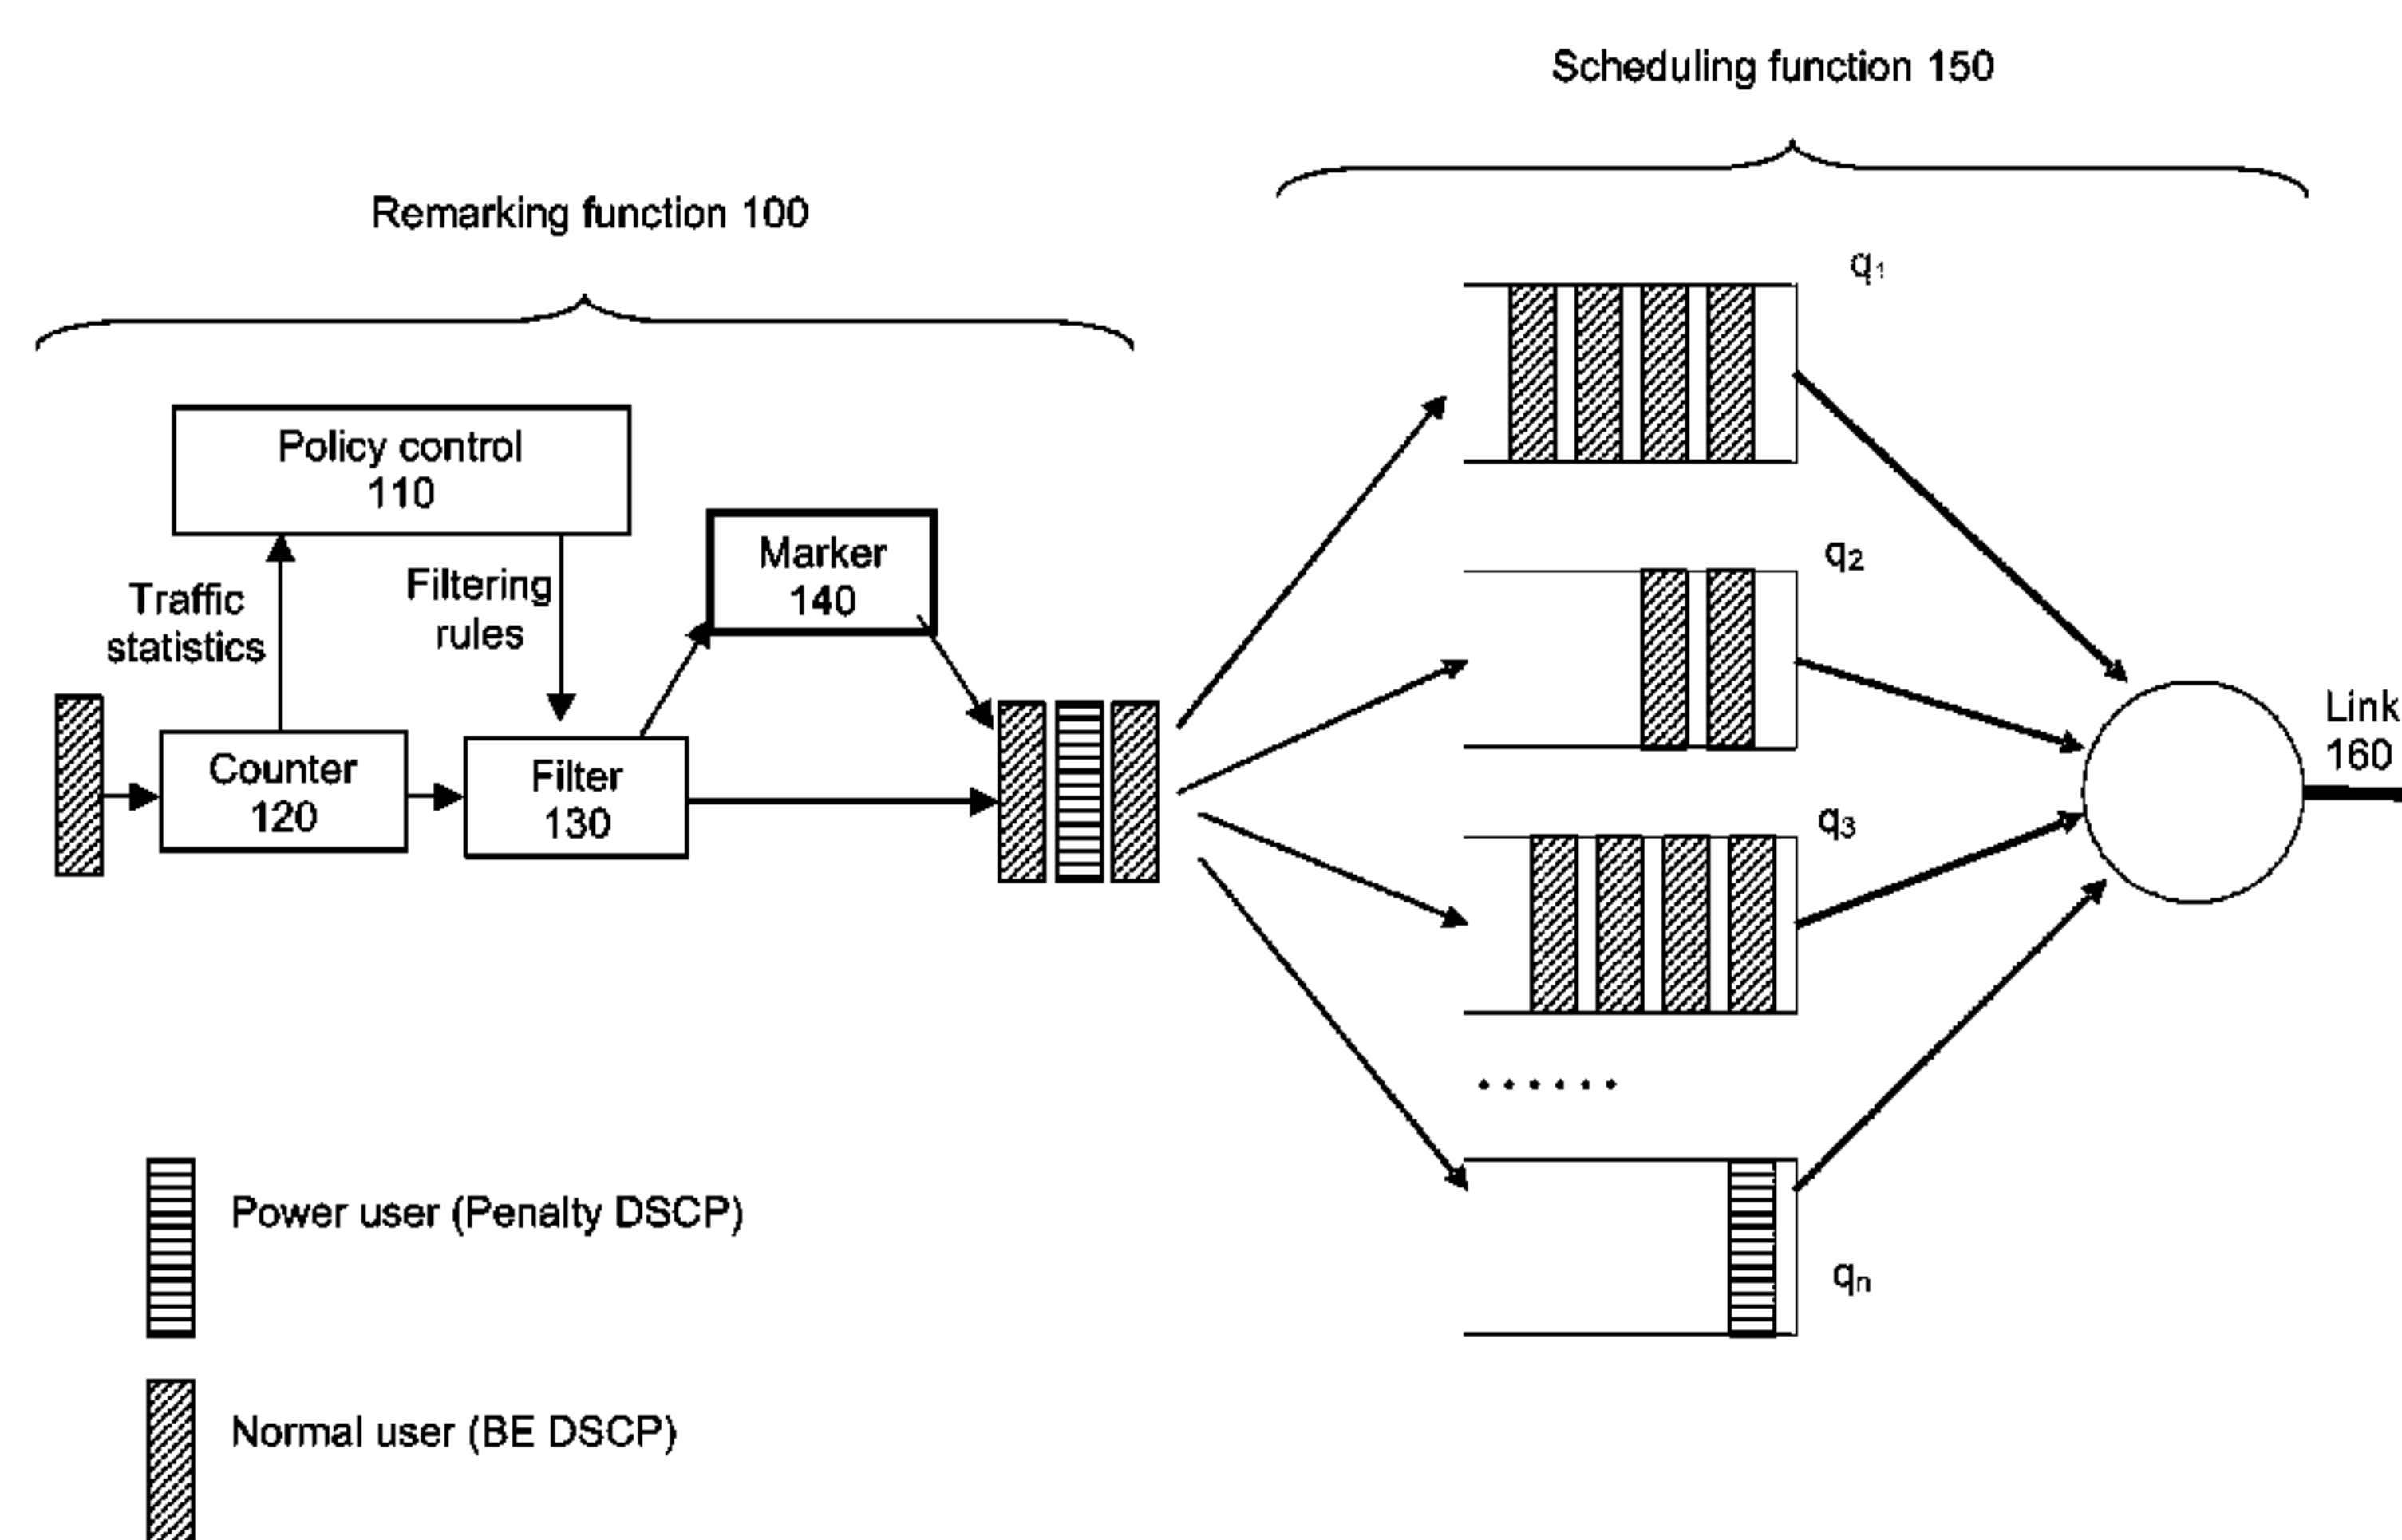 Scheduling function 150
Remarking function 100
q1
Policy control
110
Marker
140
q2
Filtering
rules
Traffic
statistics
Link
160
Counter
120
Filter
130
q3
Power user (Penalty DSCP)
qn
Normal user (BE DSCP)